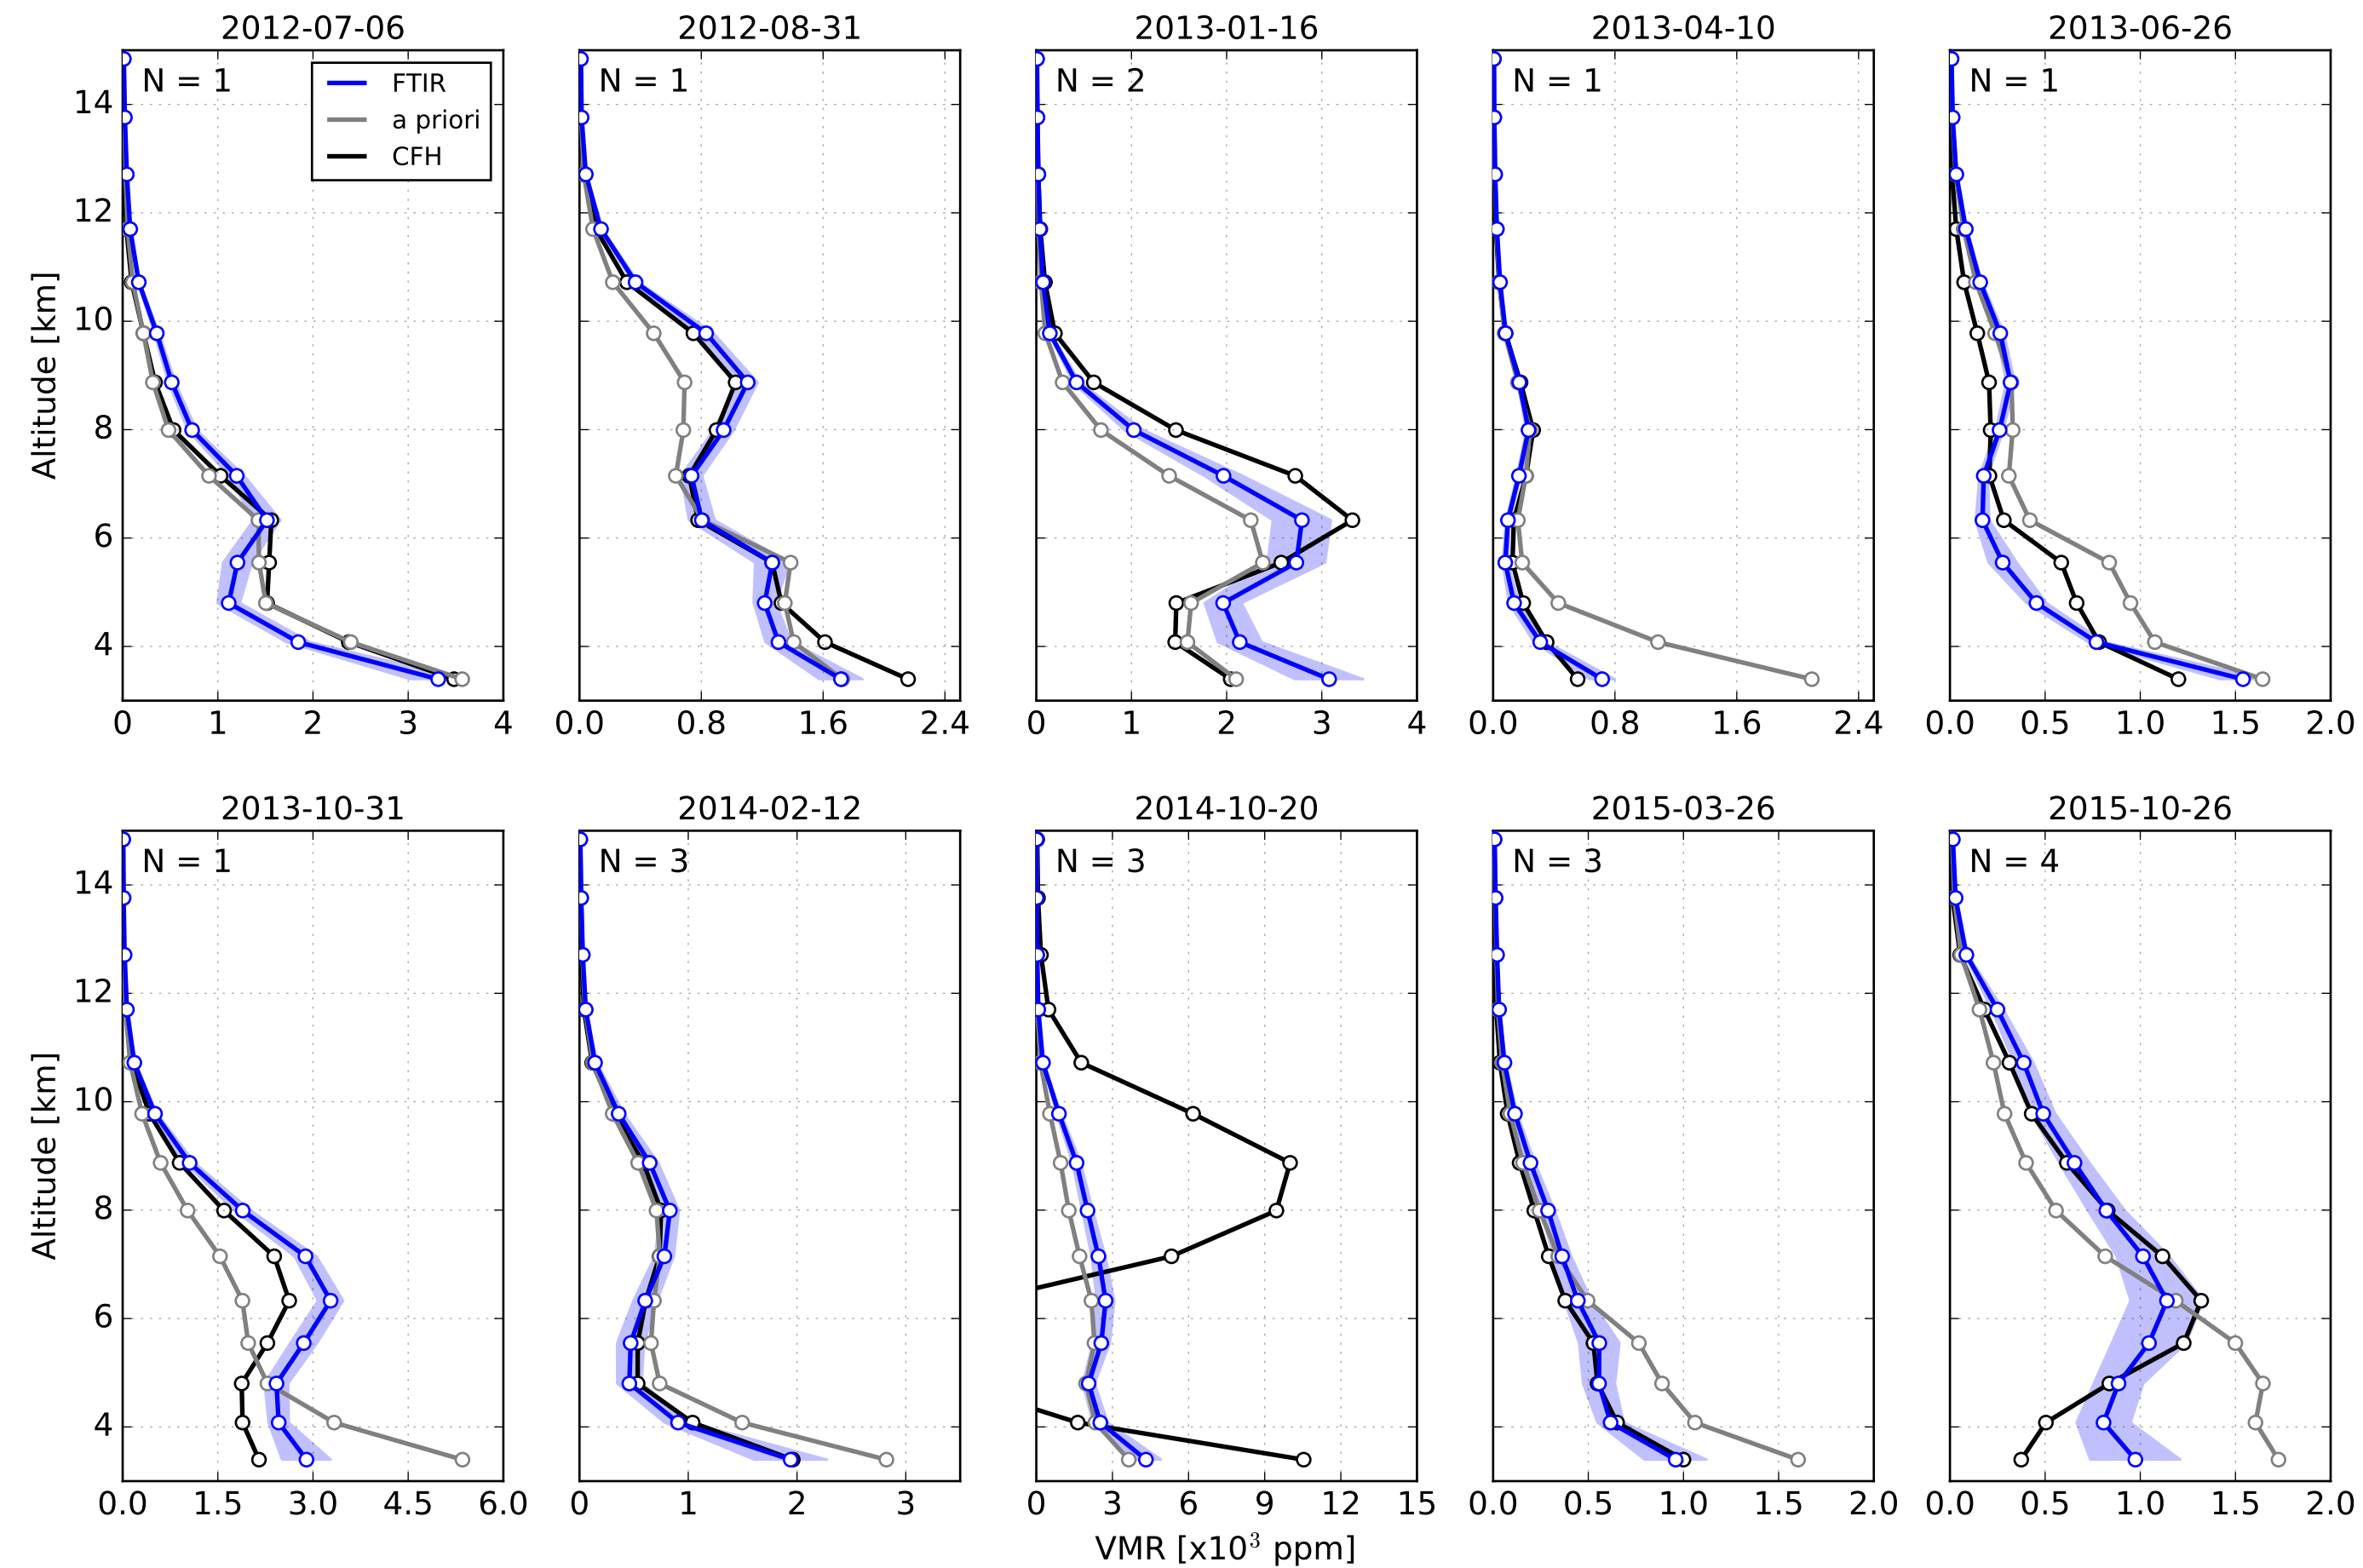 2012-07-06 2012-08-31 2013-01-16 2013-04-10 2013-06-26
N = 1 N = 1 N = 2 N = 1 N = 1
FTIR
a priori
CFH
14
12
10
8
6
4
Altitude [km]
0 1 2 3 4 0.0 0.8 1.6 2.4 0 1 2 3 4 0.0 0.8 1.6 2.4 0.0 0.5 1.0 1.5 2.0
2013-10-31 2014-02-12 2014-10-20 2015-03-26 2015-10-26
N = 1 N = 3 N = 3 N = 3 N = 4
14
12
10
8
6
4
Altitude [km]
0.0 1.5 3.0 4.5 6.0 0 1 2 3 0 3 6 9 12 15 0.0 0.5 1.0 1.5 2.0 0.0 0.5 1.0 1.5 2.0
VMR [x10³ ppm]